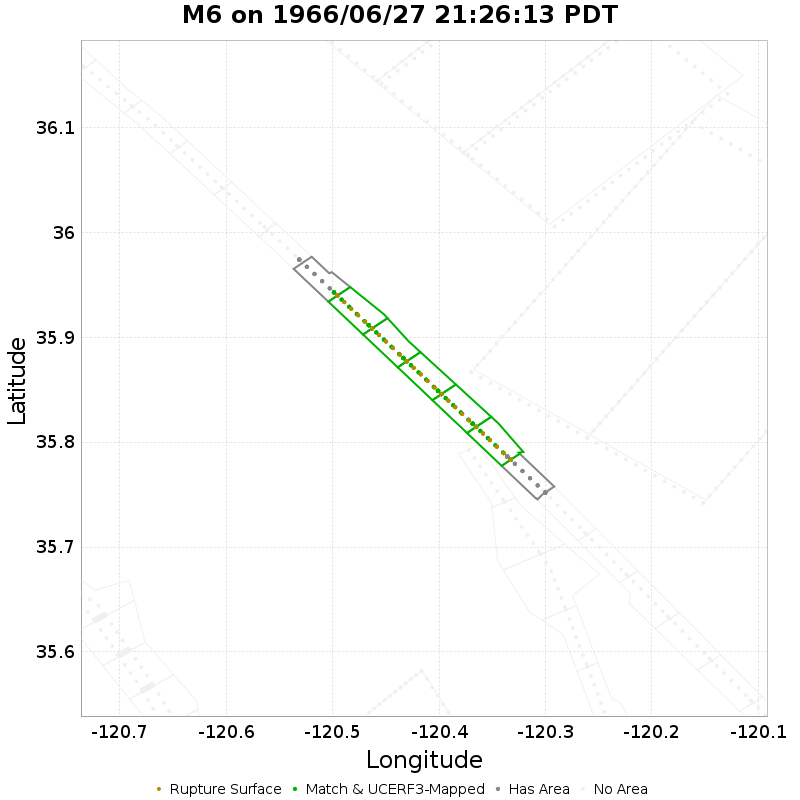 M6 on 1966/06/27 21:26:13 PDT
36.1
36
35.9
35.8
35.7
35.6
Latitude
-120.7 -120.6 -120.5 -120.4 -120.3 -120.2 -120.1
Longitude
Rupture Surface Match & UCERF3-Mapped Has Area No Area